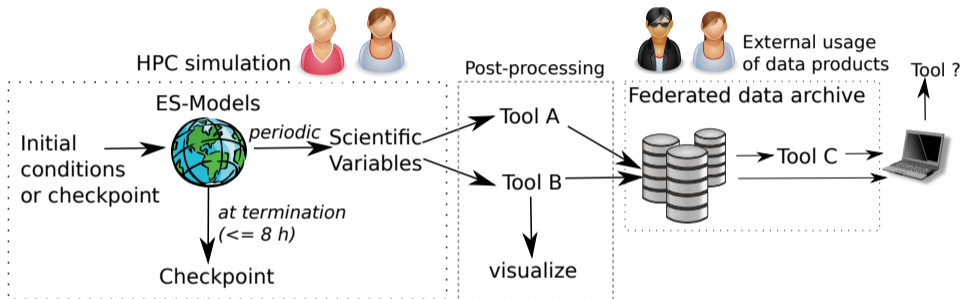 HPC simulation
ES-Models
Initial
conditions
or checkpoint
periodic
Scientific
Variables
at termination
(<= 8 h)
Checkpoint
Post-processing
Tool A
Tool B
visualize
External usage
of data products
Federated data archive
Tool C
Tool ?